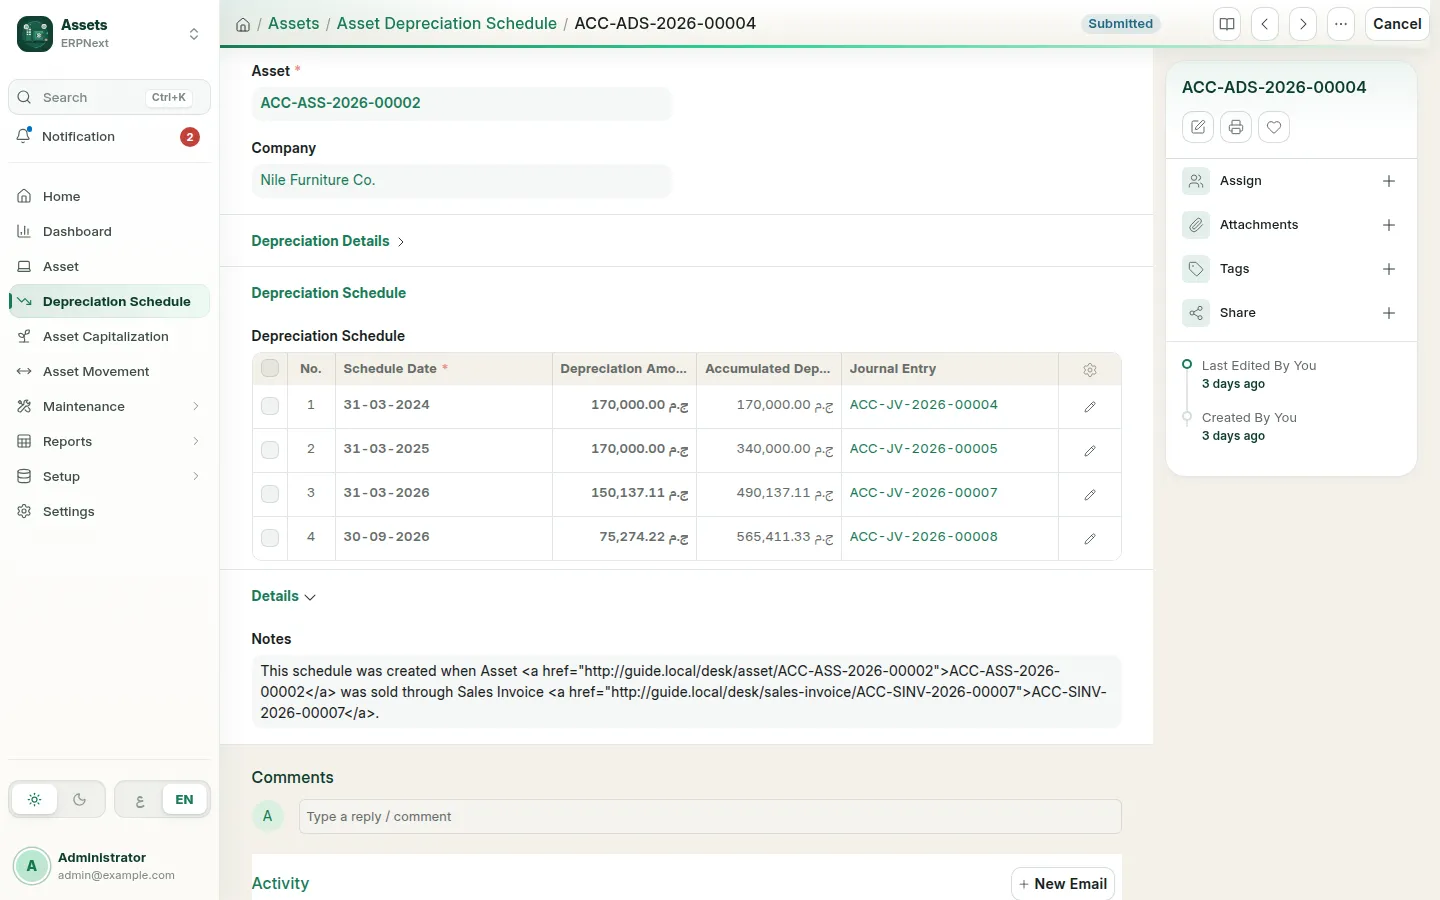 Assets
ERPNext
Search
Ctrl+K
Notification
2
Home
Dashboard
Asset
Depreciation Schedule
Asset Capitalization
Asset Movement
Maintenance
Reports
Setup
Settings
ع
EN
A
Administrator
admin@example.com
/ Assets / Asset Depreciation Schedule / ACC-ADS-2026-00004
Submitted
Cancel
Asset *
ACC-ASS-2026-00002
Company
Nile Furniture Co.
Depreciation Details
Depreciation Schedule
Depreciation Schedule
No. Schedule Date * Depreciation Amo... Accumulated Dep... Journal Entry
1 31-03-2024 170,000.00 ج.م 170,000.00 ج.م ACC-JV-2026-00004
2 31-03-2025 170,000.00 ج.م 340,000.00 ج.م ACC-JV-2026-00005
3 31-03-2026 150,137.11 ج.م 490,137.11 ج.م ACC-JV-2026-00007
4 30-09-2026 75,274.22 ج.م 565,411.33 ج.م ACC-JV-2026-00008
Details
Notes
This schedule was created when Asset <a href="http://guide.local/desk/asset/ACC-ASS-2026-00002">ACC-ASS-2026-
00002</a> was sold through Sales Invoice <a href="http://guide.local/desk/sales-invoice/ACC-SINV-2026-00007">ACC-SINV-
2026-00007</a>.
Comments
A
Type a reply / comment
Activity
+ New Email
ACC-ADS-2026-00004
Assign
Attachments
Tags
Share
Last Edited By You
3 days ago
Created By You
3 days ago